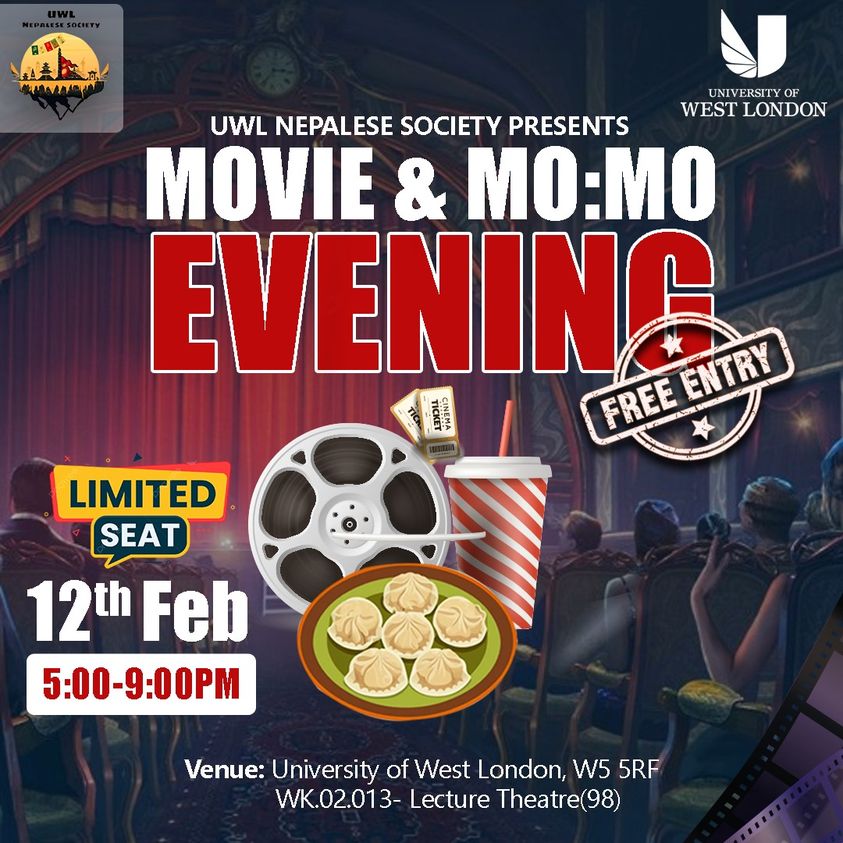 UWL
NEPALESE SOCIETY
UNIVERSITY OF
WEST LONDON
UWL NEPALESE SOCIETY PRESENTS
MOVIE & MO:MO
EVENING
FREE ENTRY
CINEMA
TICKET
LIMITED
SEAT
12th Feb
5:00-9:00PM
Venue: University of West London, W5 5RF
WK.02.013- Lecture Theatre(98)